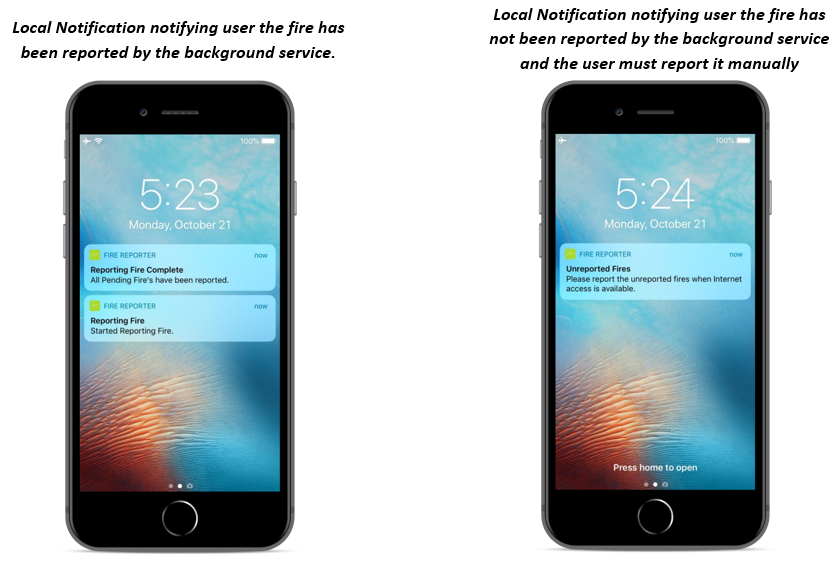 Local Notification notifying user the fire has
been reported by the background service.
100%
5:23
Monday, October 21
FIRE REPORTER now
Reporting Fire Complete
All Pending Fire's have been reported.
FIRE REPORTER now
Reporting Fire
Started Reporting Fire.
Local Notification notifying user the fire has
not been reported by the background service
and the user must report it manually
100%
5:24
Monday, October 21
FIRE REPORTER now
Unreported Fires
Please report the unreported fires when Internet
access is available.
Press home to open